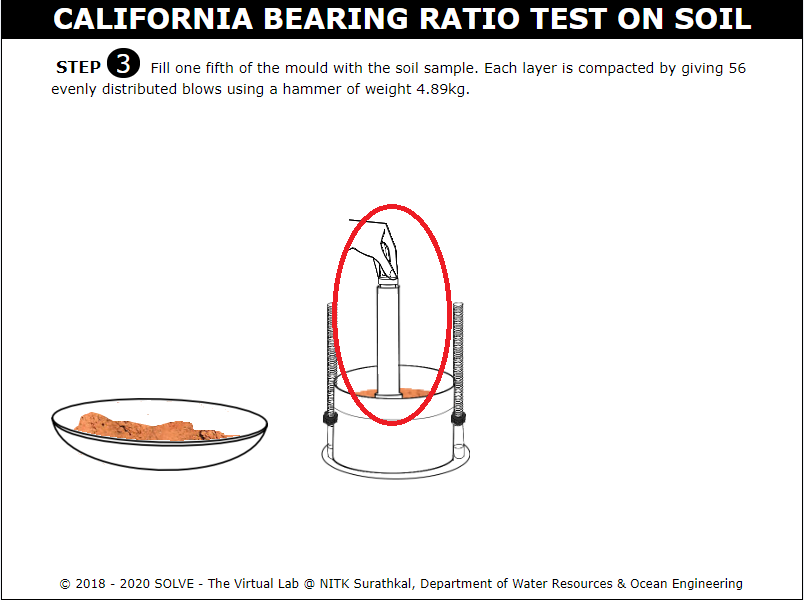 CALIFORNIA BEARING RATIO TEST ON SOIL
STEP 3 Fill one fifth of the mould with the soil sample. Each layer is compacted by giving 56
evenly distributed blows using a hammer of weight 4.89kg.
© 2018 - 2020 SOLVE - The Virtual Lab @ NITK Surathkal, Department of Water Resources & Ocean Engineering